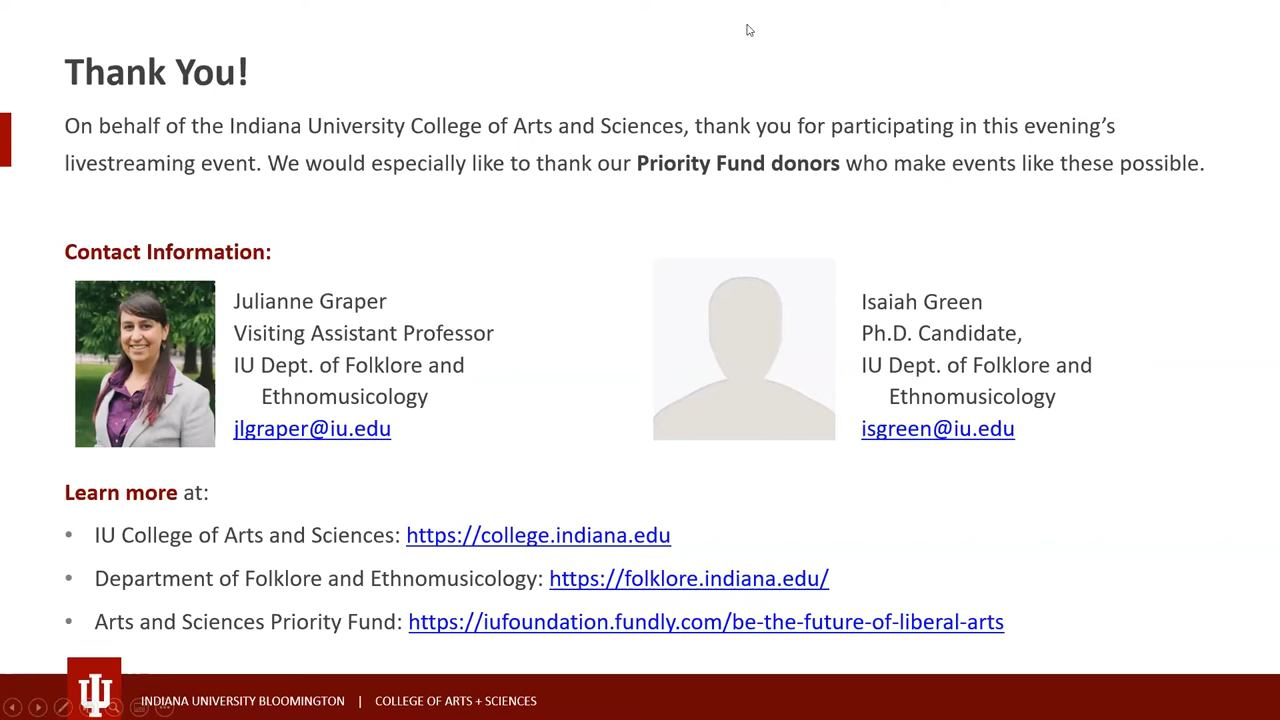 Thank You!
On behalf of the Indiana University College of Arts and Sciences, thank you for participating in this evening’s
livestreaming event. We would especially like to thank our Priority Fund donors who make events like these possible.
Contact Information:
Julianne Graper
Visiting Assistant Professor
IU Dept. of Folklore and
Ethnomusicology
jlgraper@iu.edu
Isaiah Green
Ph.D. Candidate,
IU Dept. of Folklore and
Ethnomusicology
isgreen@iu.edu
Learn more at:
• IU College of Arts and Sciences: https://college.indiana.edu
• Department of Folklore and Ethnomusicology: https://folklore.indiana.edu/
• Arts and Sciences Priority Fund: https://iufoundation.fundly.com/be-the-future-of-liberal-arts
INDIANA UNIVERSITY BLOOMINGTON | COLLEGE OF ARTS + SCIENCES